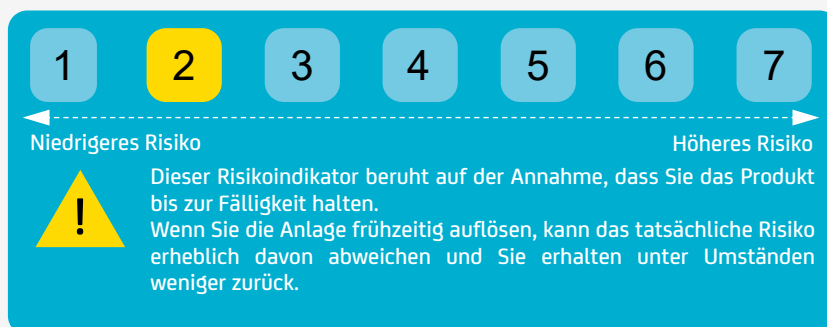 1 2 3 4 5 6 7
Niedrigeres Risiko Höheres Risiko
!
Dieser Risikoindikator beruht auf der Annahme, dass Sie das Produkt
bis zur Fälligkeit halten.
Wenn Sie die Anlage frühzeitig auflösen, kann das tatsächliche Risiko
erheblich davon abweichen und Sie erhalten unter Umständen
weniger zurück.